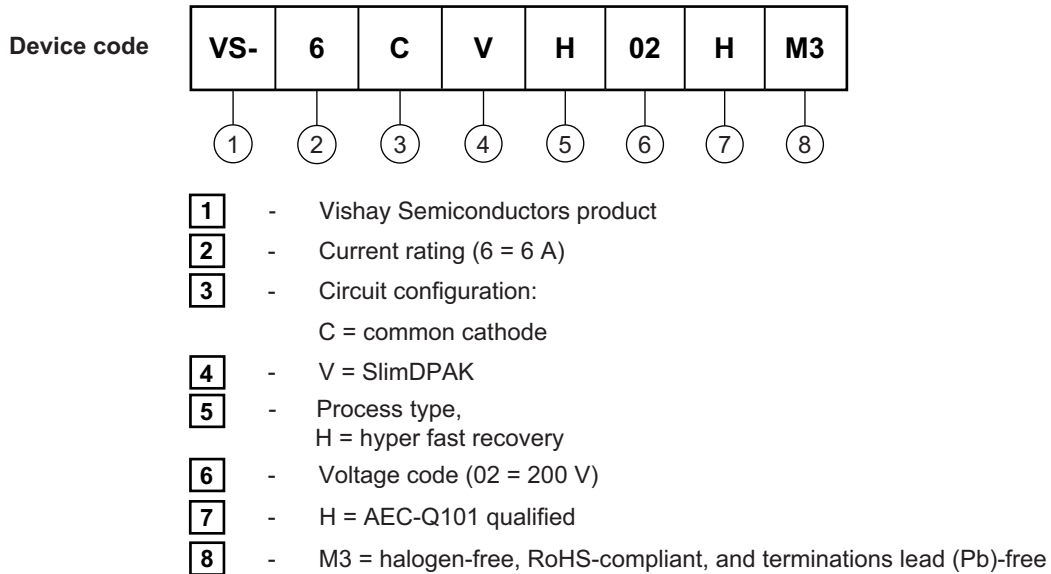 Device code VS- 6 C V H 02 H M3
1 2 3 4 5 6 7 8
1 - Vishay Semiconductors product
2 - Current rating (6 = 6 A)
3 - Circuit configuration:
C = common cathode
4 - V = SlimDPAK
5 - Process type,
H = hyper fast recovery
6 - Voltage code (02 = 200 V)
7 - H = AEC-Q101 qualified
8 - M3 = halogen-free, RoHS-compliant, and terminations lead (Pb)-free